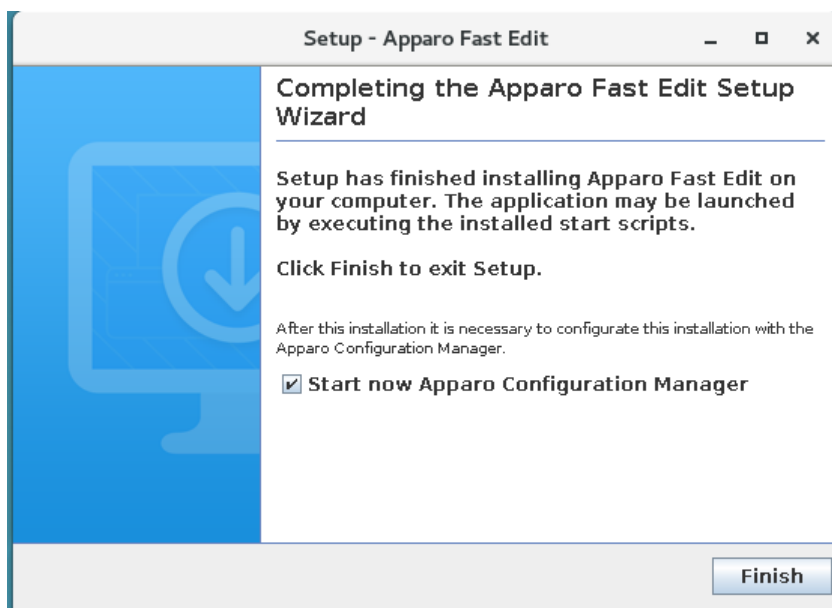 Setup - Apparo Fast Edit
Completing the Apparo Fast Edit Setup
Wizard
Setup has finished installing Apparo Fast Edit on
your computer. The application may be launched
by executing the installed start scripts.
Click Finish to exit Setup.
After this installation it is necessary to configurate this installation with the
Apparo Configuration Manager.
Start now Apparo Configuration Manager
Finish